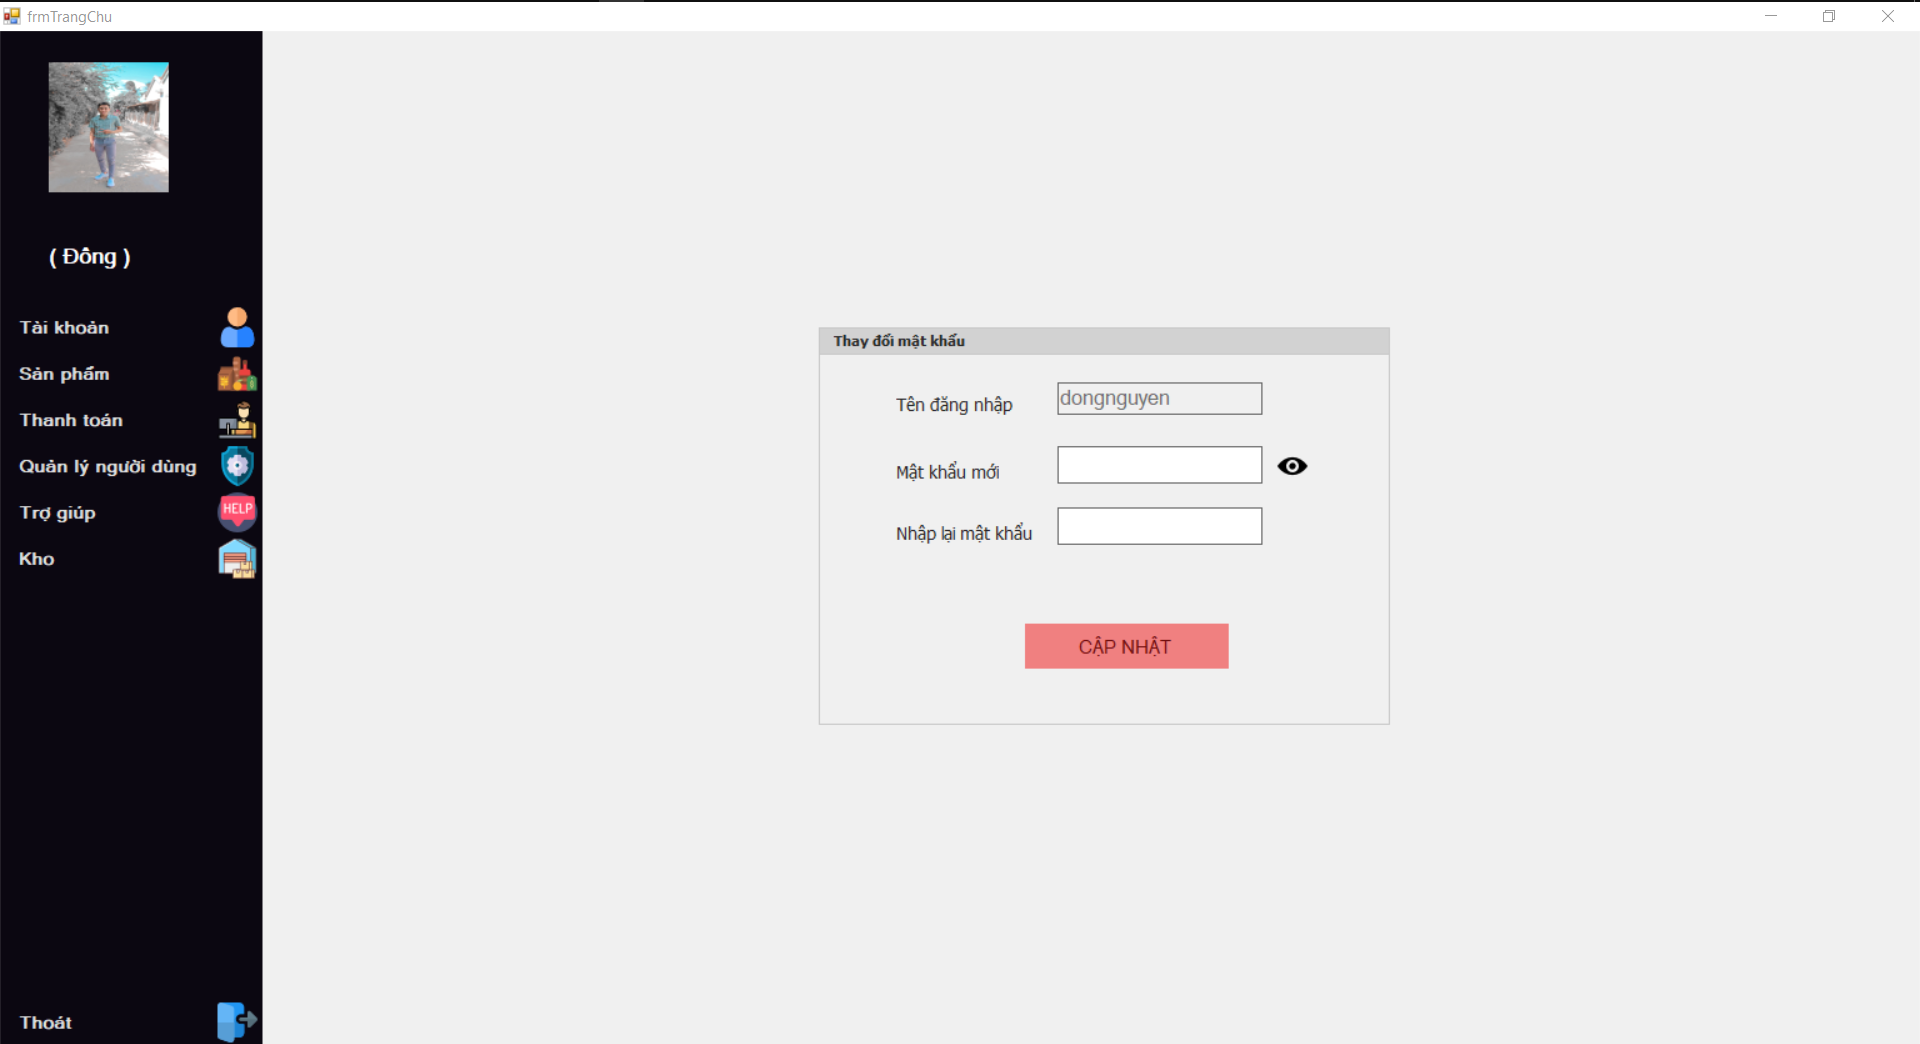 frmTrangChu
( Đông )
Tài khoản
Sản phẩm
Thanh toán
Quản lý người dùng
Trợ giúp
HELP
Kho
Thoát
Thay đổi mật khẩu
Tên đăng nhập
dongnguyen
Mật khẩu mới
Nhập lại mật khẩu
CẬP NHẬT